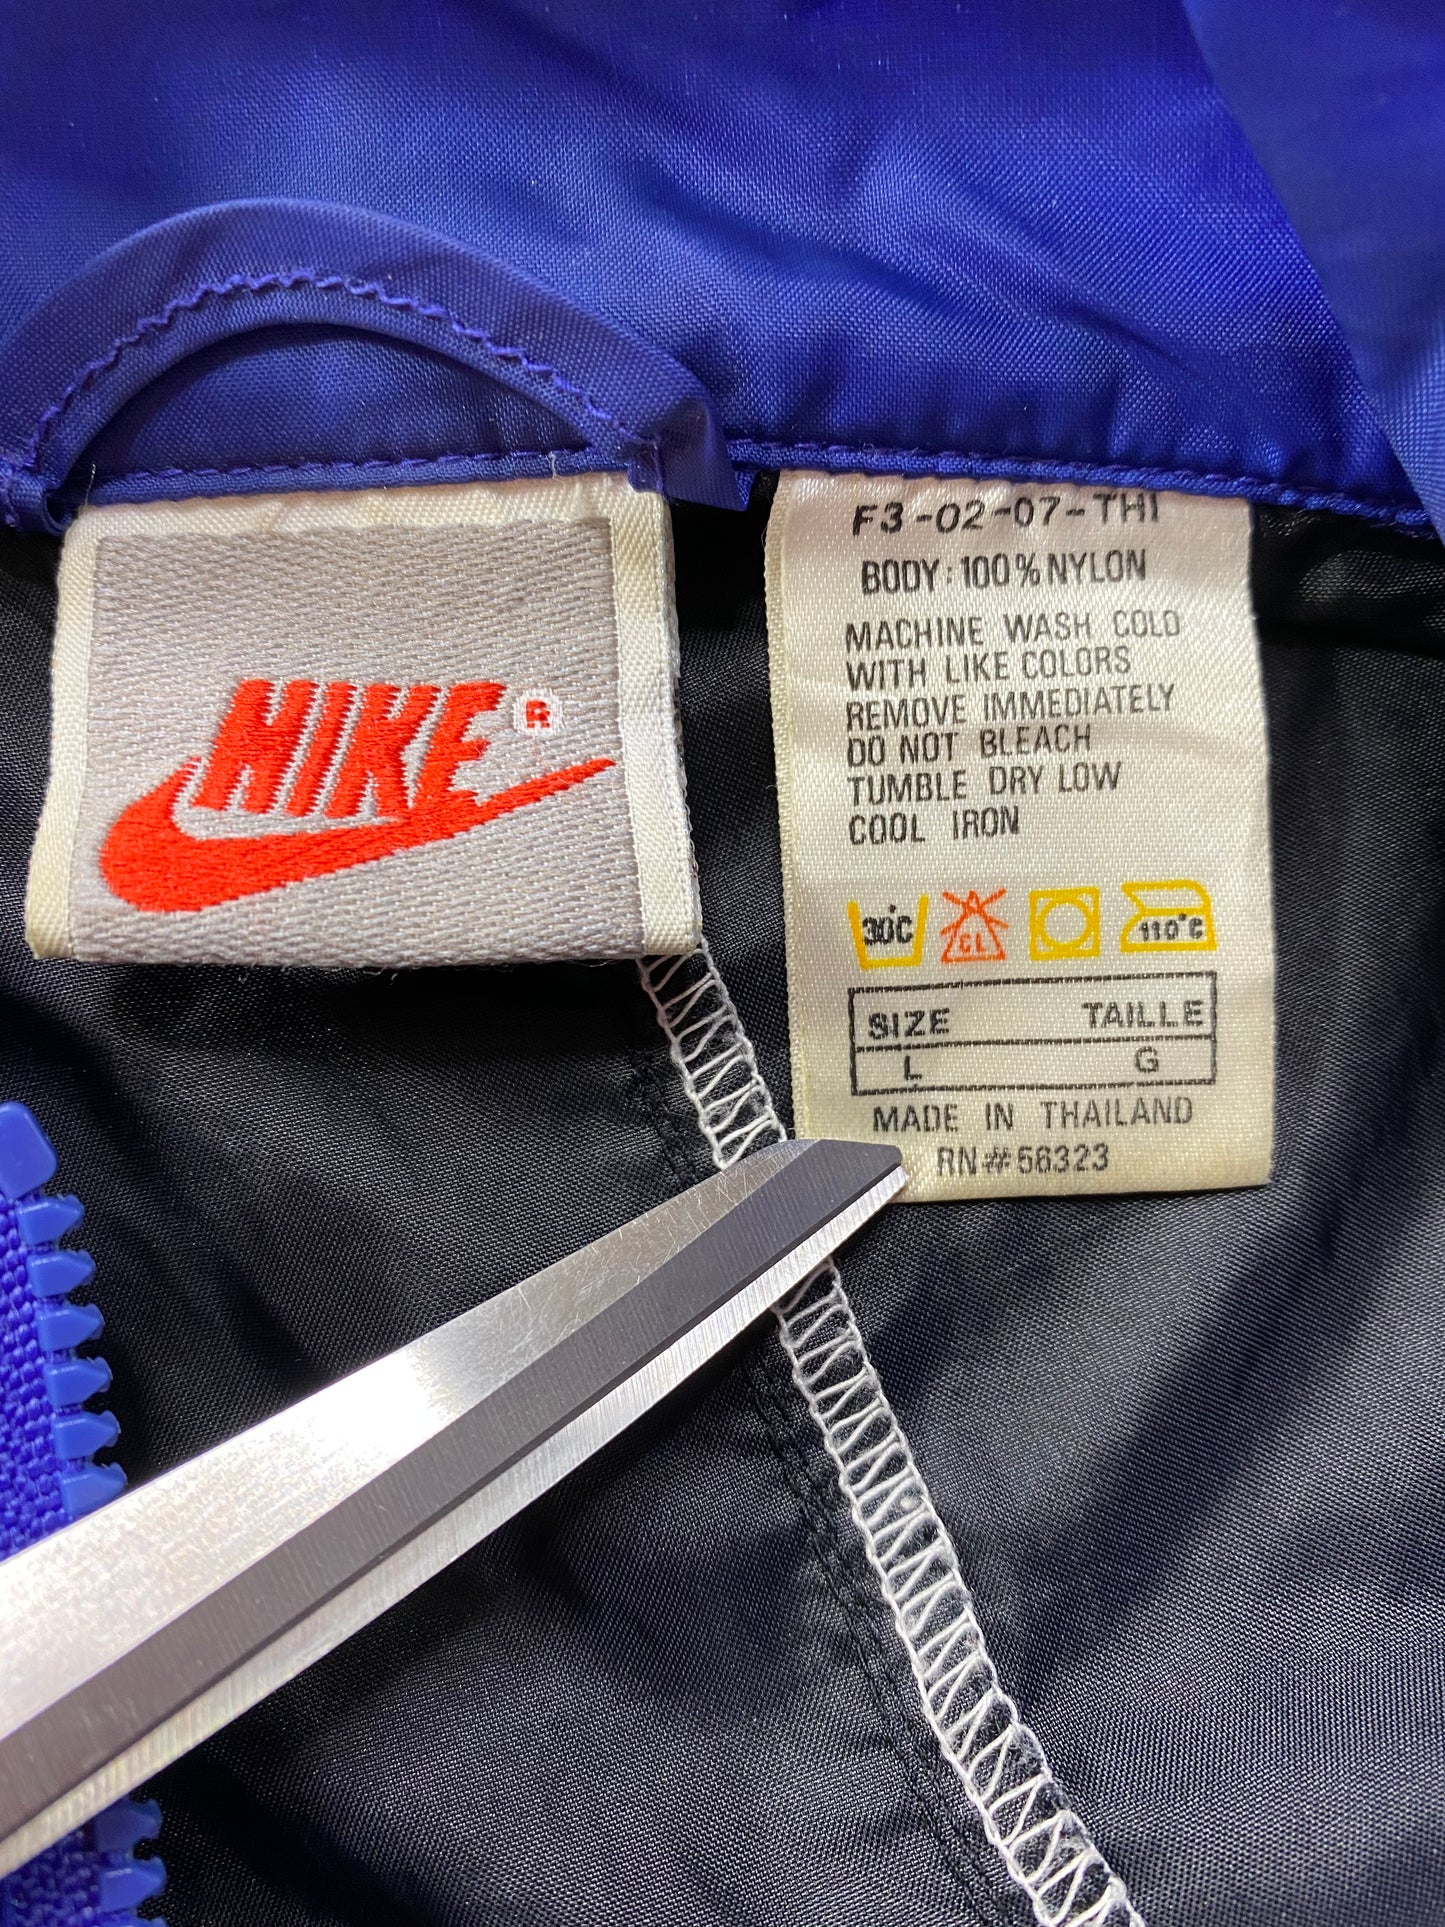 NIKE®
F3-02-07-THI
BODY: 100% NYLON
MACHINE WASH COLD
WITH LIKE COLORS
REMOVE IMMEDIATELY
DO NOT BLEACH
TUMBLE DRY LOW
COOL IRON
30°C CL 110°C
SIZE TAILLE
L G
MADE IN THAILAND
RN#56323